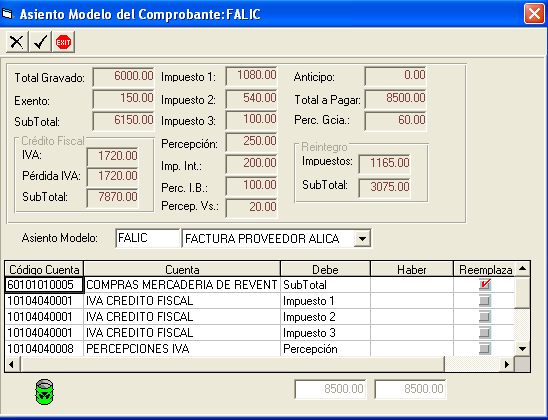 Asiento Modelo del Comprobante:FALIC
EXIT
Total Gravado: 6000.00 Impuesto 1: 1080.00 Anticipo: 0.00
Exento: 150.00 Impuesto 2: 540.00 Total a Pagar: 8500.00
SubTotal: 6150.00 Impuesto 3: 100.00 Perc. Gcia.: 60.00
Crédito Fiscal Percepción: 250.00 Reintegro
IVA: 1720.00 Imp. Int.: 200.00 Impuestos: 1165.00
Pérdida IVA: 1720.00 Perc. I.B.: 100.00 SubTotal: 3075.00
SubTotal: 7870.00 Percep. Vs.: 20.00
Asiento Modelo: FALIC FACTURA PROVEEDOR ALICA
Código Cuenta Cuenta Debe Haber Reemplaza
60101010005 COMPRAS MERCADERIA DE REVENT SubTotal
10104040001 IVA CREDITO FISCAL Impuesto 1
10104040001 IVA CREDITO FISCAL Impuesto 2
10104040001 IVA CREDITO FISCAL Impuesto 3
10104040008 PERCEPCIONES IVA Percepción
8500.00 8500.00